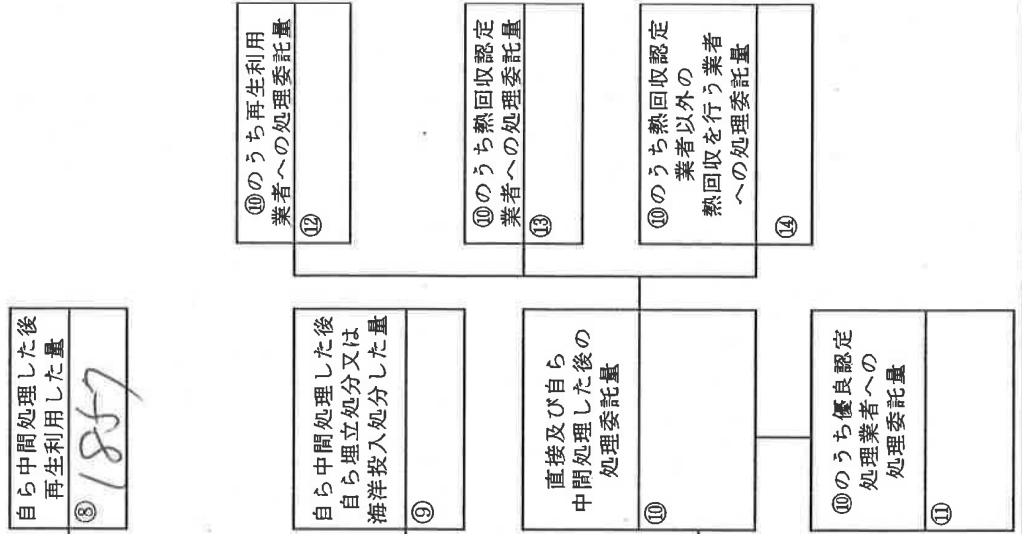 自ら中間処理した後
再生利用した量
⑧ 1857
自ら中間処理した後
自ら埋立処分又は
海洋投入処分した量
⑨
直接及び自ら
中間処理した後の
処理委託量
⑩
⑩のうち優良認定
処理業者への
処理委託量
⑪
⑩のうち再生利用
業者への処理委託量
⑫
⑩のうち熱回収認定
業者への処理委託量
⑬
⑩のうち熱回収認定
業者以外の
熱回収を行う業者
への処理委託量
⑭